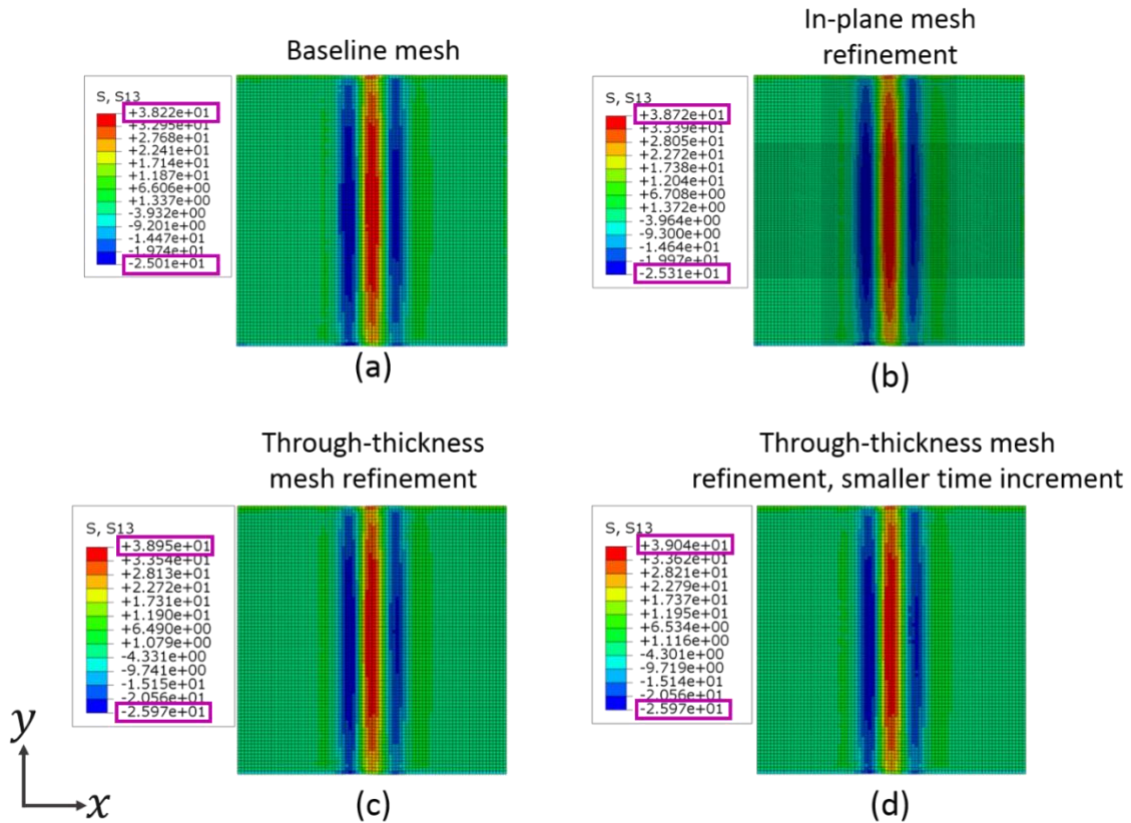 Baseline mesh
S, S13
+3.822e+01
+3.295e+01
+2.768e+01
+2.241e+01
+1.714e+01
+1.187e+01
+6.606e+00
+1.337e+00
-3.932e+00
-9.201e+00
-1.447e+01
-1.974e+01
-2.501e+01
(a)
In-plane mesh
refinement
S, S13
+3.872e+01
+3.339e+01
+2.805e+01
+2.272e+01
+1.738e+01
+1.204e+01
+6.708e+00
+1.372e+00
-3.964e+00
-9.300e+00
-1.464e+01
-1.997e+01
-2.531e+01
(b)
Through-thickness
mesh refinement
S, S13
+3.895e+01
+3.354e+01
+2.813e+01
+2.272e+01
+1.731e+01
+1.190e+01
+6.490e+00
+1.079e+00
-4.331e+00
-9.741e+00
-1.515e+01
-2.056e+01
-2.597e+01
(c)
Through-thickness mesh
refinement, smaller time increment
S, S13
+3.904e+01
+3.362e+01
+2.821e+01
+2.279e+01
+1.737e+01
+1.195e+01
+6.534e+00
+1.116e+00
-4.301e+00
-9.719e+00
-1.514e+01
-2.056e+01
-2.597e+01
(d)
y
x